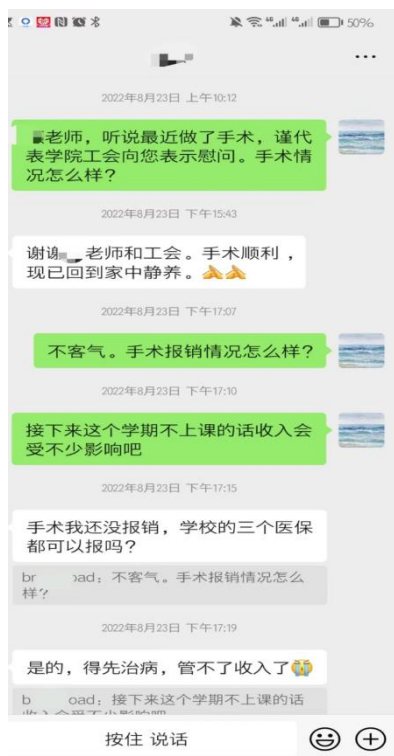 50%
2022年8月23日 上午10:12
老师，听说最近做了手术，谨代
表学院工会向您表示慰问。手术情
况怎么样？
2022年8月23日 下午15:43
谢谢 老师和工会。手术顺利，
现已回到家中静养。
2022年8月23日 下午17:07
不客气。手术报销情况怎么样？
2022年8月23日 下午17:10
接下来这个学期不上课的话收入会
受不少影响吧
2022年8月23日 下午17:15
手术我还没报销，学校的三个医保
都可以报吗？
br oad：不客气。手术报销情况怎么
样？
2022年8月23日 下午17:19
是的，得先治病，管不了收入了
b oad：接下来这个学期不上课的话
按住 说话